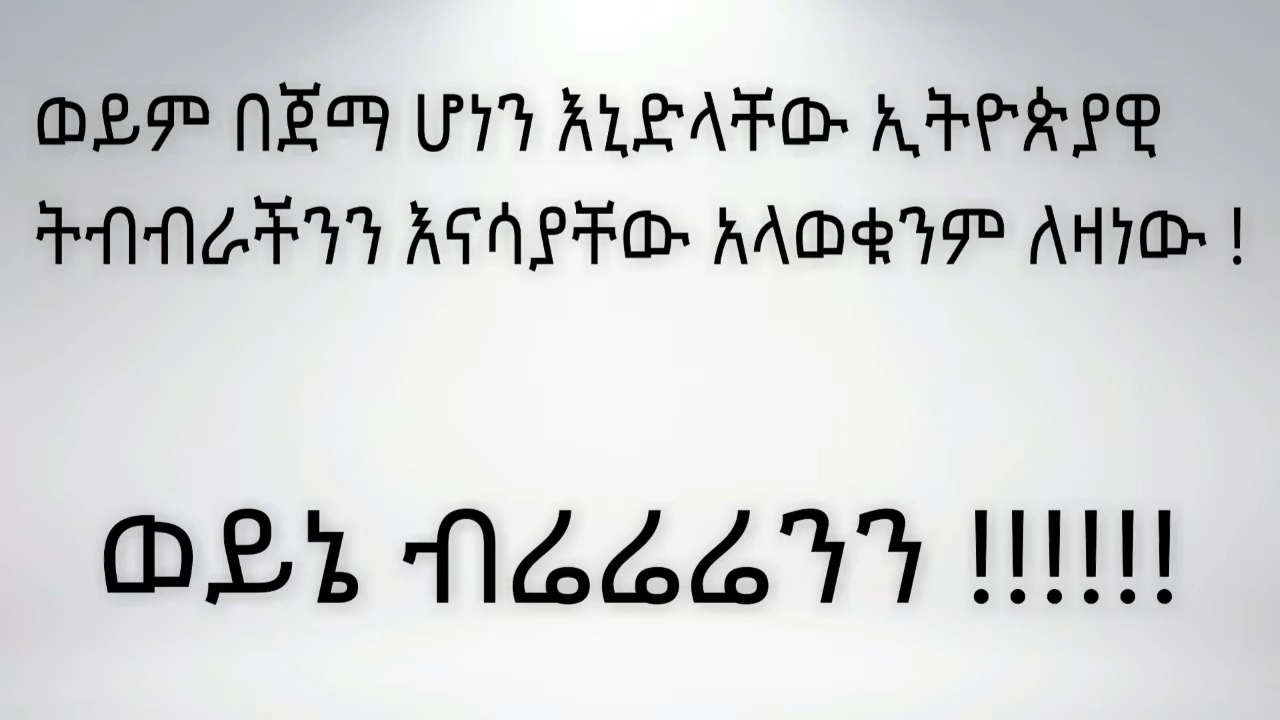 ወይም በጀማ ሆነን እኒድላቸው ኢትዮጵያዊ
ትብብራችንን እናሳያቸው አላወቁንም ለዛነው !
ወይኔ ብሬሬሬንን !!!!!!